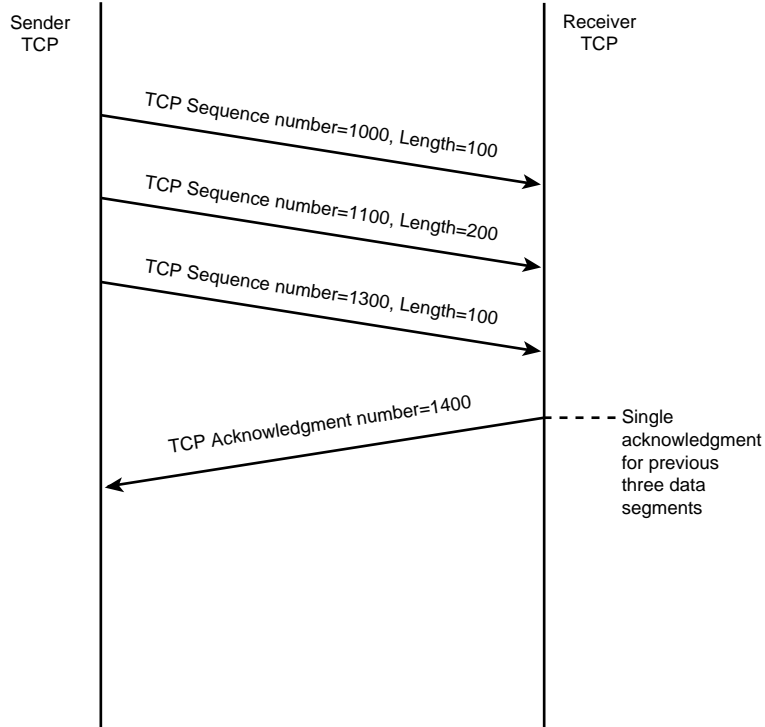 Sender
TCP
Receiver
TCP
TCP Sequence number=1000, Length=100
TCP Sequence number=1100, Length=200
TCP Sequence number=1300, Length=100
TCP Acknowledgment number=1400
Single
acknowledgment
for previous
three data
segments